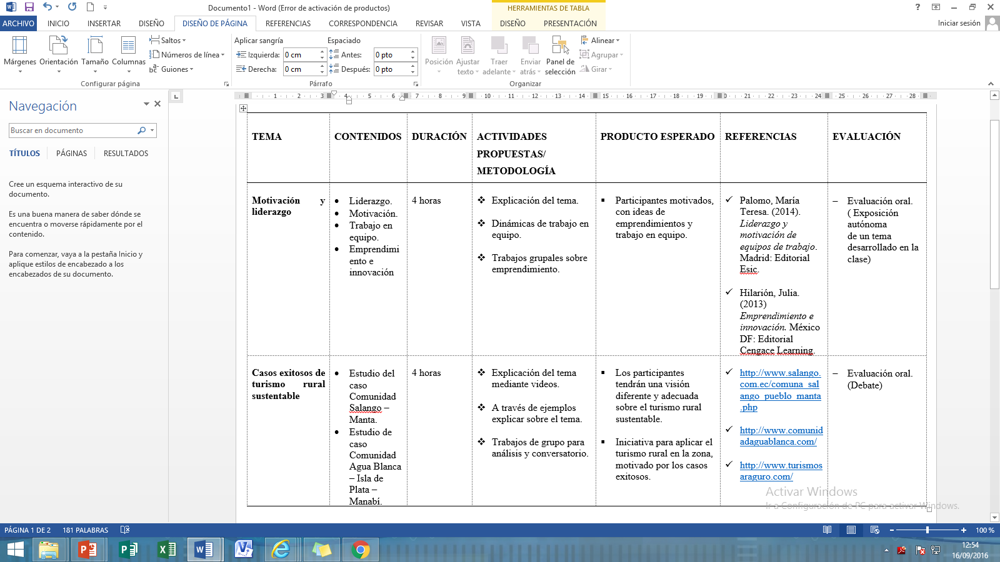 Documento1 - Word (Error de activación de productos)
HERRAMIENTAS DE TABLA
ARCHIVO
INICIO
INSERTAR
DISEÑO
DISEÑO DE PÁGINA
REFERENCIAS
CORRESPONDENCIA
REVISAR
VISTA
DISEÑO
PRESENTACIÓN
Iniciar sesión
Márgenes
Orientación
Tamaño
Columnas
Saltos
Números de línea
Guiones
Configurar página
Aplicar sangría
Izquierda: 0 cm
Derecha: 0 cm
Espaciado
Antes: 0 pto
Después: 0 pto
Párrafo
Posición
Ajustar
texto
Traer
adelante
Enviar
atrás
Panel de
selección
Alinear
Agrupar
Girar
Organizar
Navegación
Buscar en documento
TÍTULOS
PÁGINAS
RESULTADOS
Cree un esquema interactivo de su
documento.
Es una buena manera de saber dónde se
encuentra o moverse rápidamente por el
contenido.
Para comenzar, vaya a la pestaña Inicio y
aplique estilos de encabezado a los
encabezados de su documento.
1 2 3 4 5 6 7 8 9 10 11 12 13 14 15 16 17 18 19 0 21 22 23 24 25 26 27 28
TEMA
CONTENIDOS
DURACIÓN
ACTIVIDADES
PROPUESTAS/
METODOLOGÍA
PRODUCTO ESPERADO
REFERENCIAS
EVALUACIÓN
Motivación y
liderazgo
• Liderazgo.
• Motivación.
• Trabajo en
equipo.
• Emprendimi
ento e
innovación
4 horas
❖ Explicación del tema.
❖ Dinámicas de trabajo en
equipo.
❖ Trabajos grupales sobre
emprendimiento.
▪ Participantes motivados,
con ideas de
emprendimientos y
trabajo en equipo.
✓ Palomo, María
Teresa. (2014).
Liderazgo y
motivación de
equipos de trabajo.
Madrid: Editorial
Esic.
✓ Hilarión, Julia.
(2013)
Emprendimiento e
innovación. México
DF: Editorial
Cengace Learning.
– Evaluación oral.
( Exposición
autónoma
de un tema
desarrollado en la
clase)
Casos exitosos de
turismo rural
sustentable
• Estudio del
caso
Comunidad
Salango –
Manta.
• Estudio de
caso
Comunidad
Agua Blanca
– Isla de
Plata –
Manabí.
4 horas
❖ Explicación del tema
mediante videos.
❖ A través de ejemplos
explicar sobre el tema.
❖ Trabajos de grupo para
análisis y conversatorio.
▪ Los participantes
tendrán una visión
diferente y adecuada
sobre el turismo rural
sustentable.
▪ Iniciativa para aplicar el
turismo rural en la zona,
motivado por los casos
exitosos.
✓ http://www.salango.
com.ec/comuna_sal
ango_pueblo_manta
.php
✓ http://www.comunid
adaguablanca.com/
✓ http://www.turismos
araguro.com/
– Evaluación oral.
(Debate)
Activar Windows
Ir a Configuración de PC para activar Windows.
PÁGINA 1 DE 2
181 PALABRAS
100 %
12:54
16/09/2016